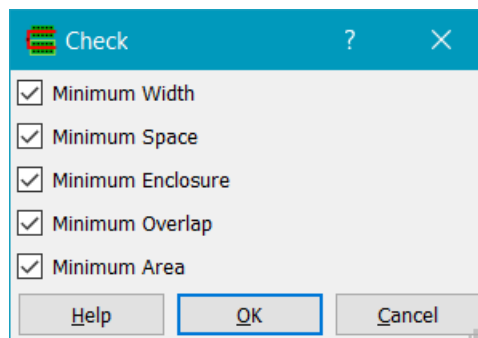 Check ?
Minimum Width
Minimum Space
Minimum Enclosure
Minimum Overlap
Minimum Area
Help OK Cancel